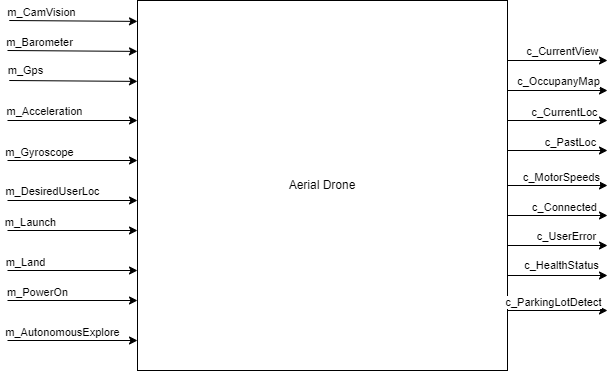 m_CamVision
m_Barometer
m_Gps
m_Acceleration
m_Gyroscope
m_DesiredUserLoc
m_Launch
m_Land
m_PowerOn
m_AutonomousExplore
Aerial Drone
c_CurrentView
c_OccupanyMap
c_CurrentLoc
c_PastLoc
c_MotorSpeeds
c_Connected
c_UserError
c_HealthStatus
c_ParkingLotDetect